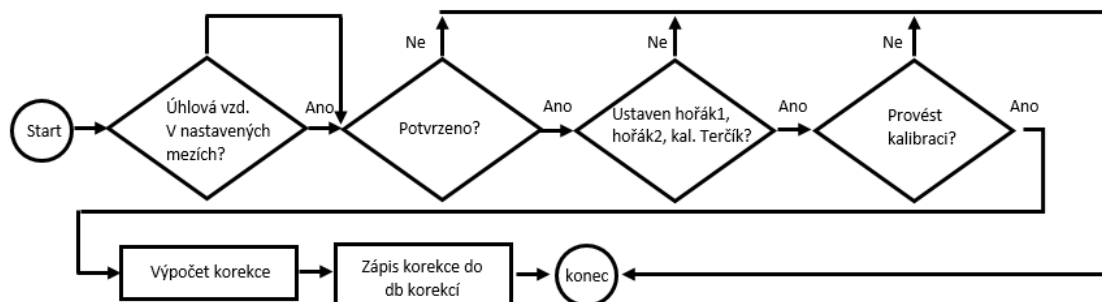 Start
Úhlová vzd.
V nastavených
mezích?
Ano
Ne
Potvrzeno?
Ano
Ne
Ustaven hořák1,
hořák2, kal. Terčík?
Ano
Ne
Provést
kalibraci?
Ano
Výpočet korekce
Zápis korekce do
db korekcí
konec